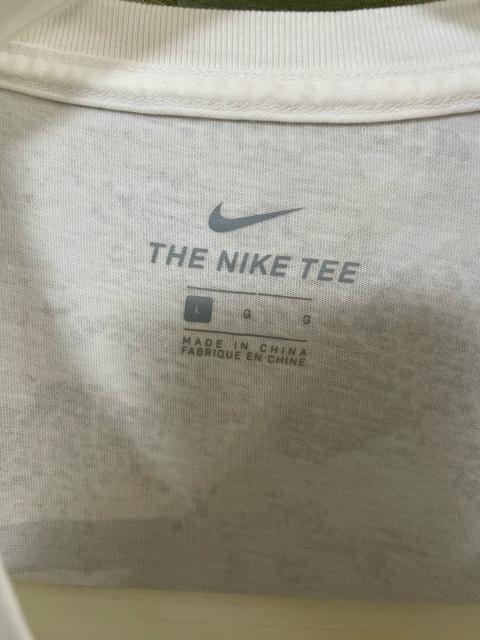 THE NIKE TEE
L G G
MADE IN CHINA
FABRIQUE EN CHINE